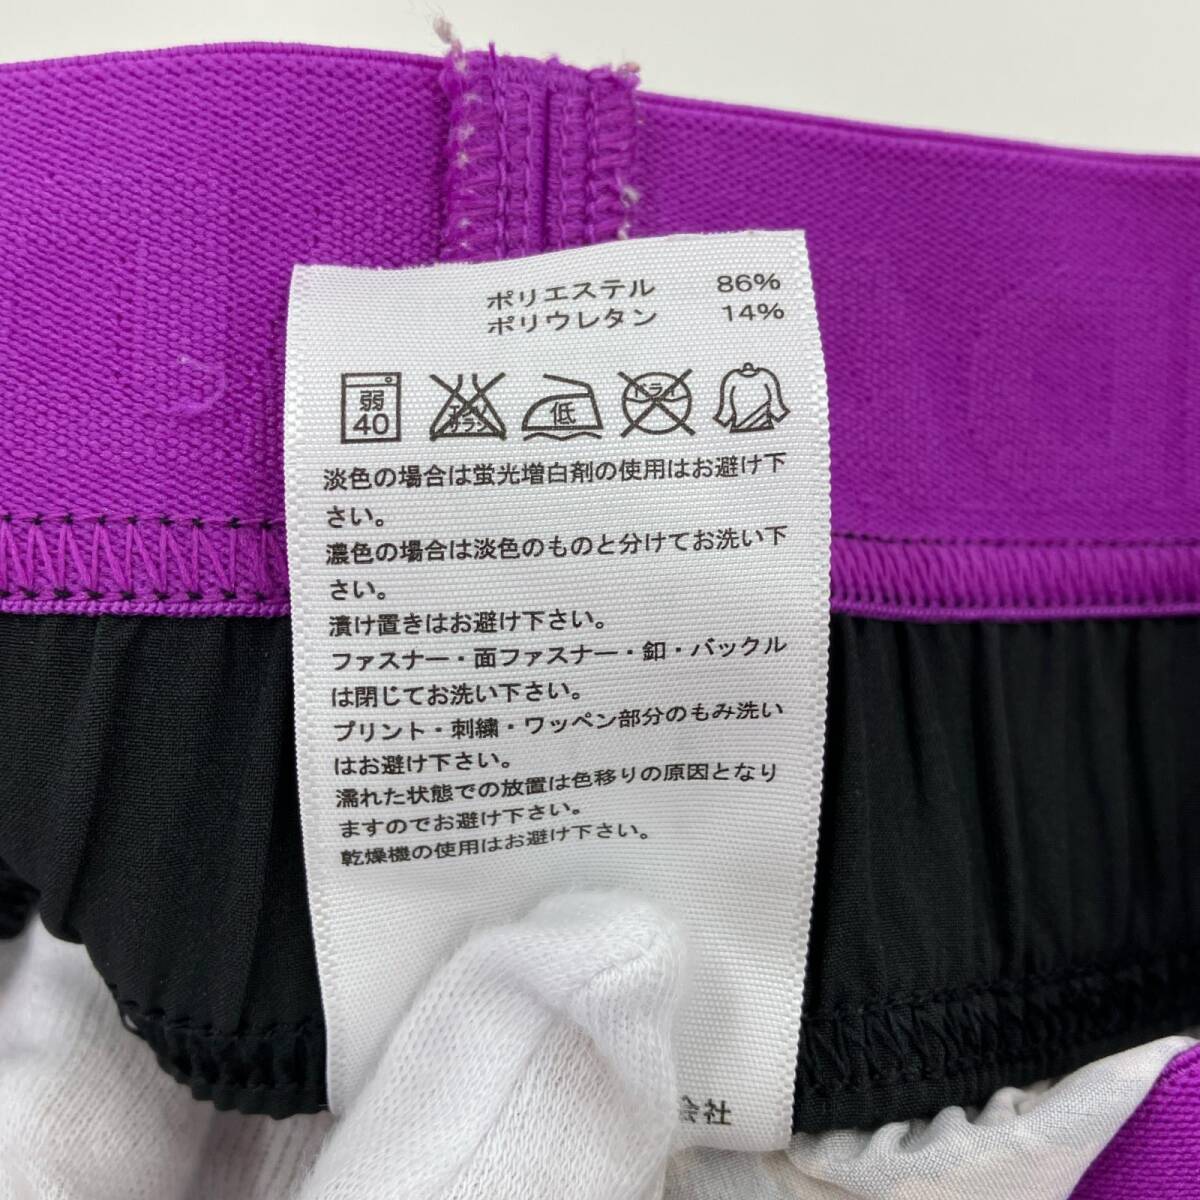 ポリエステル 86%
ポリウレタン 14%
弱 40
エンソ サラシ
低
ドライ
淡色の場合は蛍光増白剤の使用はお避け下
さい。
濃色の場合は淡色のものと分けてお洗い下
さい。
漬け置きはお避け下さい。
ファスナー・面ファスナー・釦・バックル
は閉じてお洗い下さい。
プリント・刺繍・ワッペン部分のもみ洗い
はお避け下さい。
濡れた状態での放置は色移りの原因となり
ますのでお避け下さい。
乾燥機の使用はお避け下さい。
会社